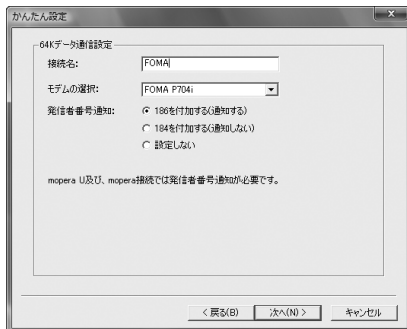 かんたん設定
64Kデータ通信設定
接続名: FOMA
モデムの選択: FOMA P704i
発信者番号通知: 186を付加する(通知する)
184を付加する(通知しない)
設定しない
mopera U及び、mopera接続では発信者番号通知が必要です。
< 戻る(B) 次へ(N) > キャンセル